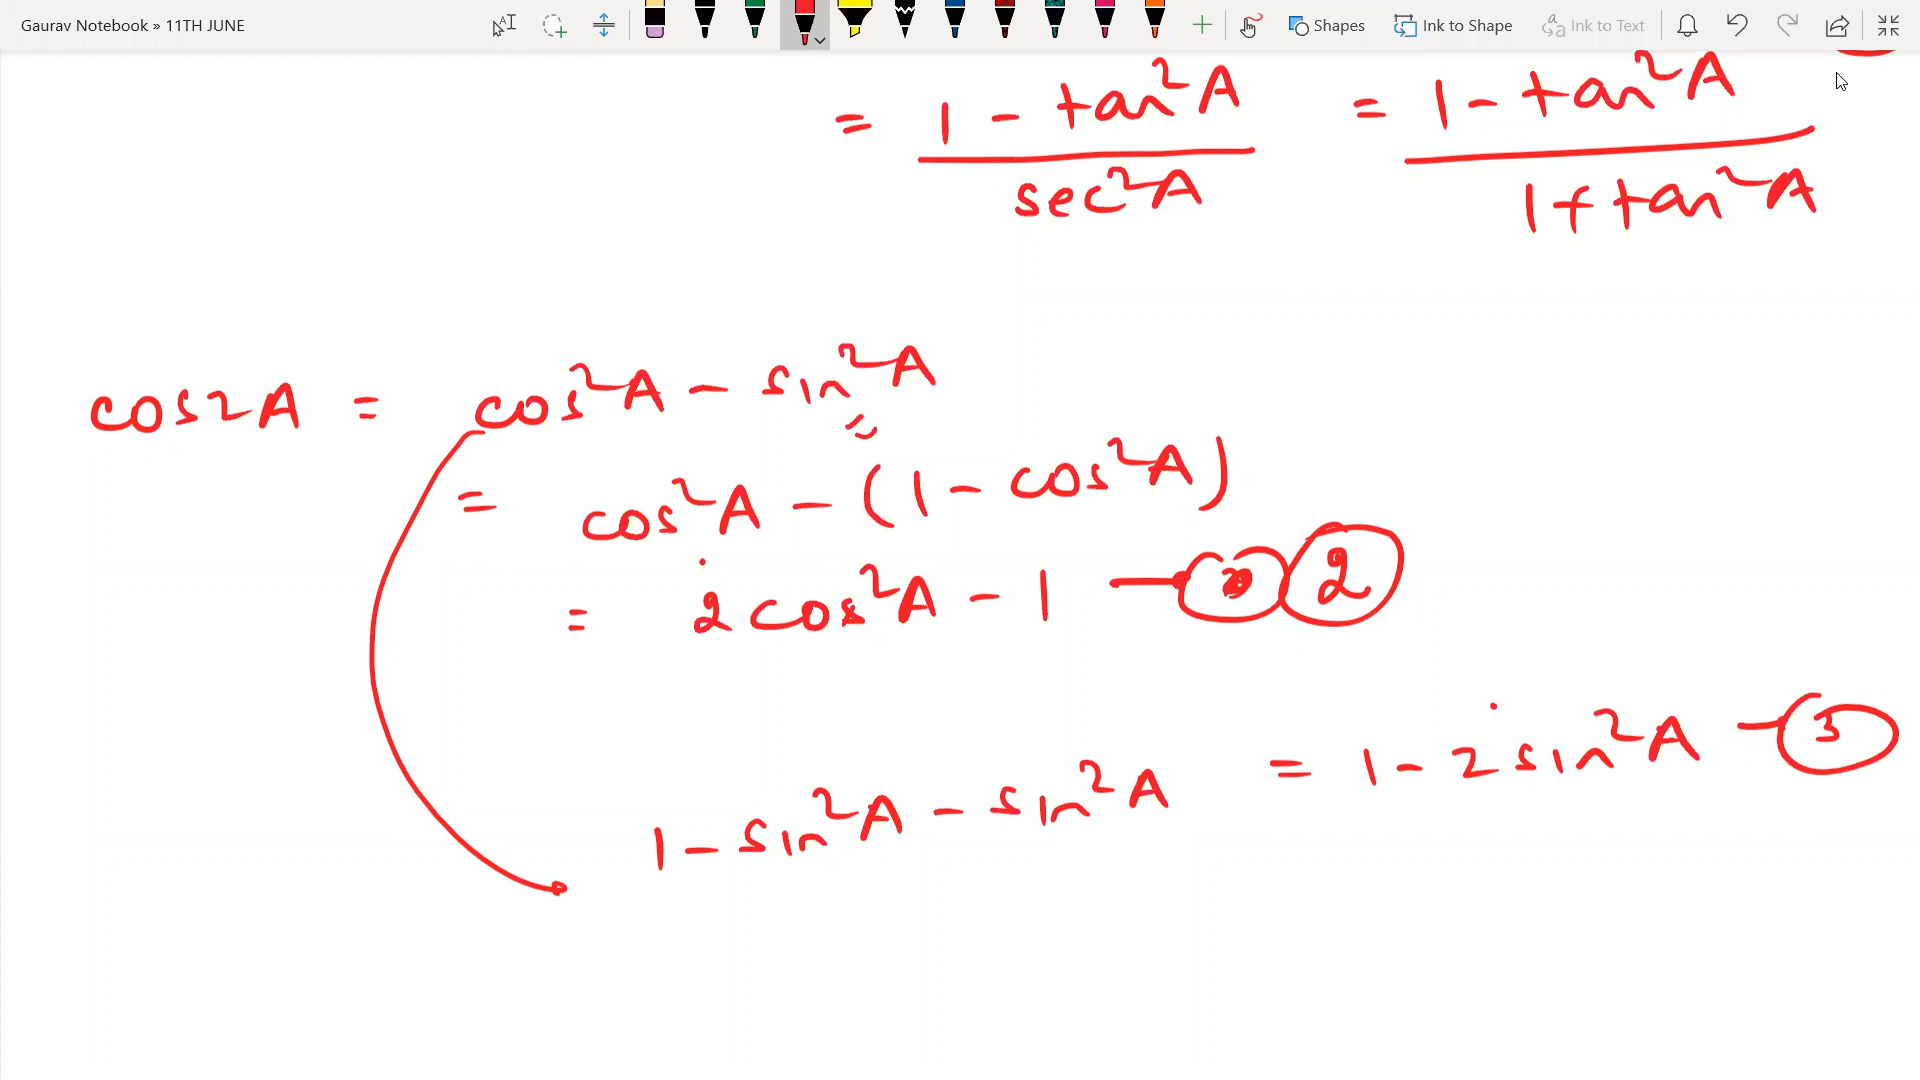 Gaurav Notebook » 11TH JUNE Shapes Ink to Shape Ink to Text
= 1 - tan²A / sec²A = 1 - tan²A / 1 + tan²A
cos2A = cos²A - sin²A
= cos²A - (1 - cos²A)
= 2cos²A - 1 — 2
1 - sin²A - sin²A = 1 - 2sin²A — 3